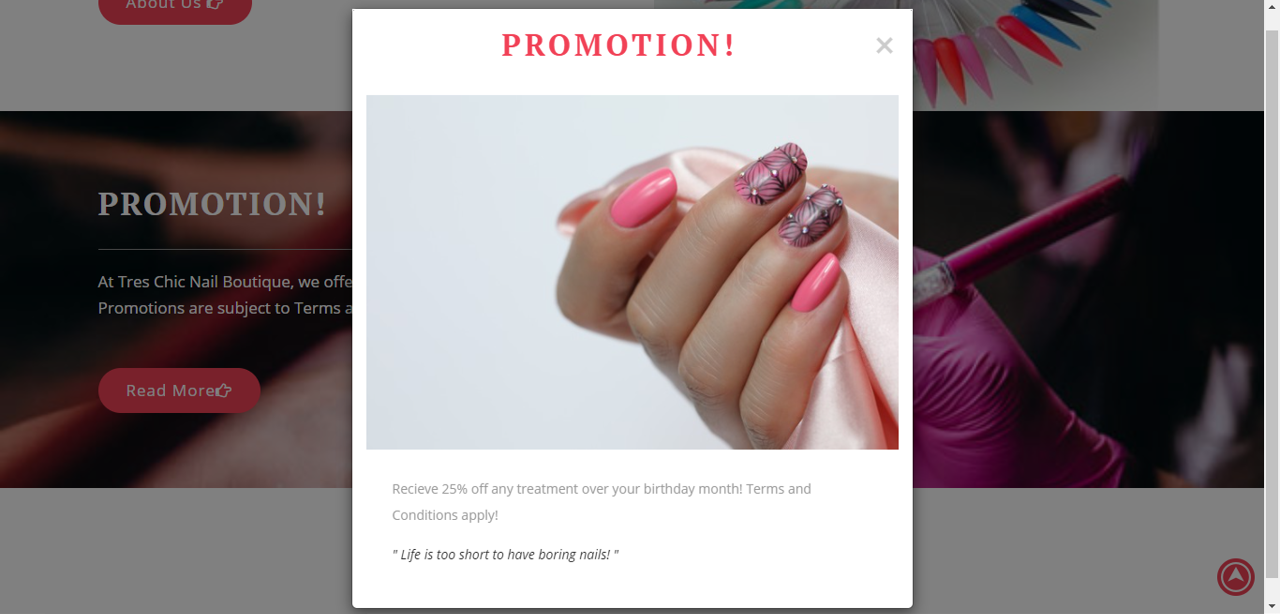 About Us
PROMOTION!
PROMOTION!
At Tres Chic Nail Boutique, we offe
Promotions are subject to Terms a
Read More
Recieve 25% off any treatment over your birthday month! Terms and
Conditions apply!
" Life is too short to have boring nails! "